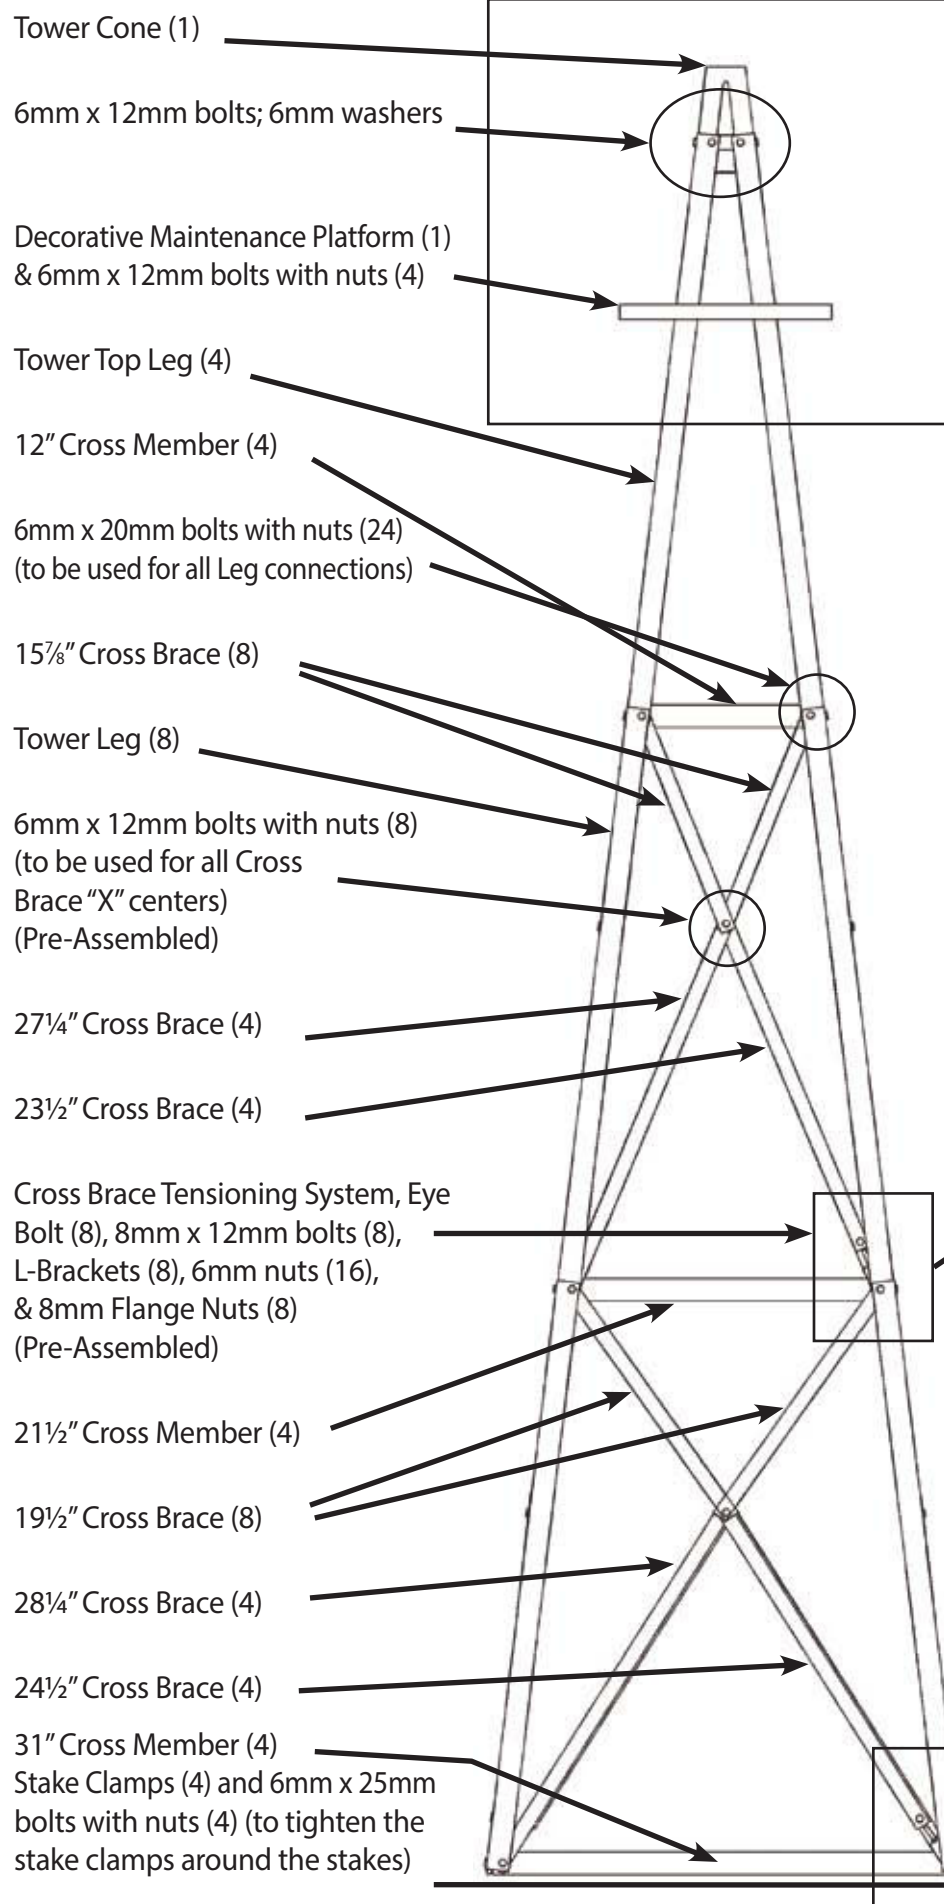 Tower Cone (1)
6mm x 12mm bolts; 6mm washers
Decorative Maintenance Platform (1)
& 6mm x 12mm bolts with nuts (4)
Tower Top Leg (4)
12” Cross Member (4)
6mm x 20mm bolts with nuts (24)
(to be used for all Leg connections)
15⅞” Cross Brace (8)
Tower Leg (8)
6mm x 12mm bolts with nuts (8)
(to be used for all Cross
Brace “X” centers)
(Pre-Assembled)
27¼” Cross Brace (4)
23½” Cross Brace (4)
Cross Brace Tensioning System, Eye
Bolt (8), 8mm x 12mm bolts (8),
L-Brackets (8), 6mm nuts (16),
& 8mm Flange Nuts (8)
(Pre-Assembled)
21½” Cross Member (4)
19½” Cross Brace (8)
28¼” Cross Brace (4)
24½” Cross Brace (4)
31” Cross Member (4)
Stake Clamps (4) and 6mm x 25mm
bolts with nuts (4) (to tighten the
stake clamps around the stakes)